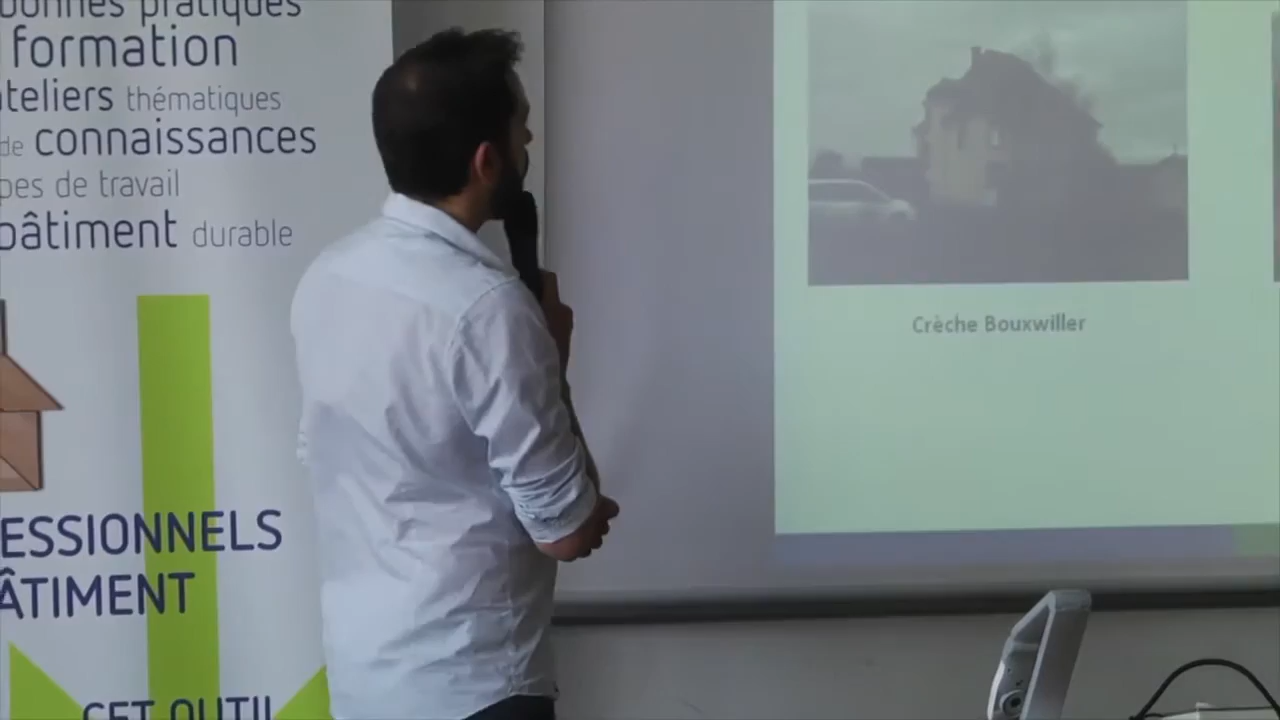 bonnes pratiques
formation
ateliers thématiques
de connaissances
pes de travail
bâtiment durable
ESSIONNELS
ÂTIMENT
CET OUTIL
Crèche Bouxwiller